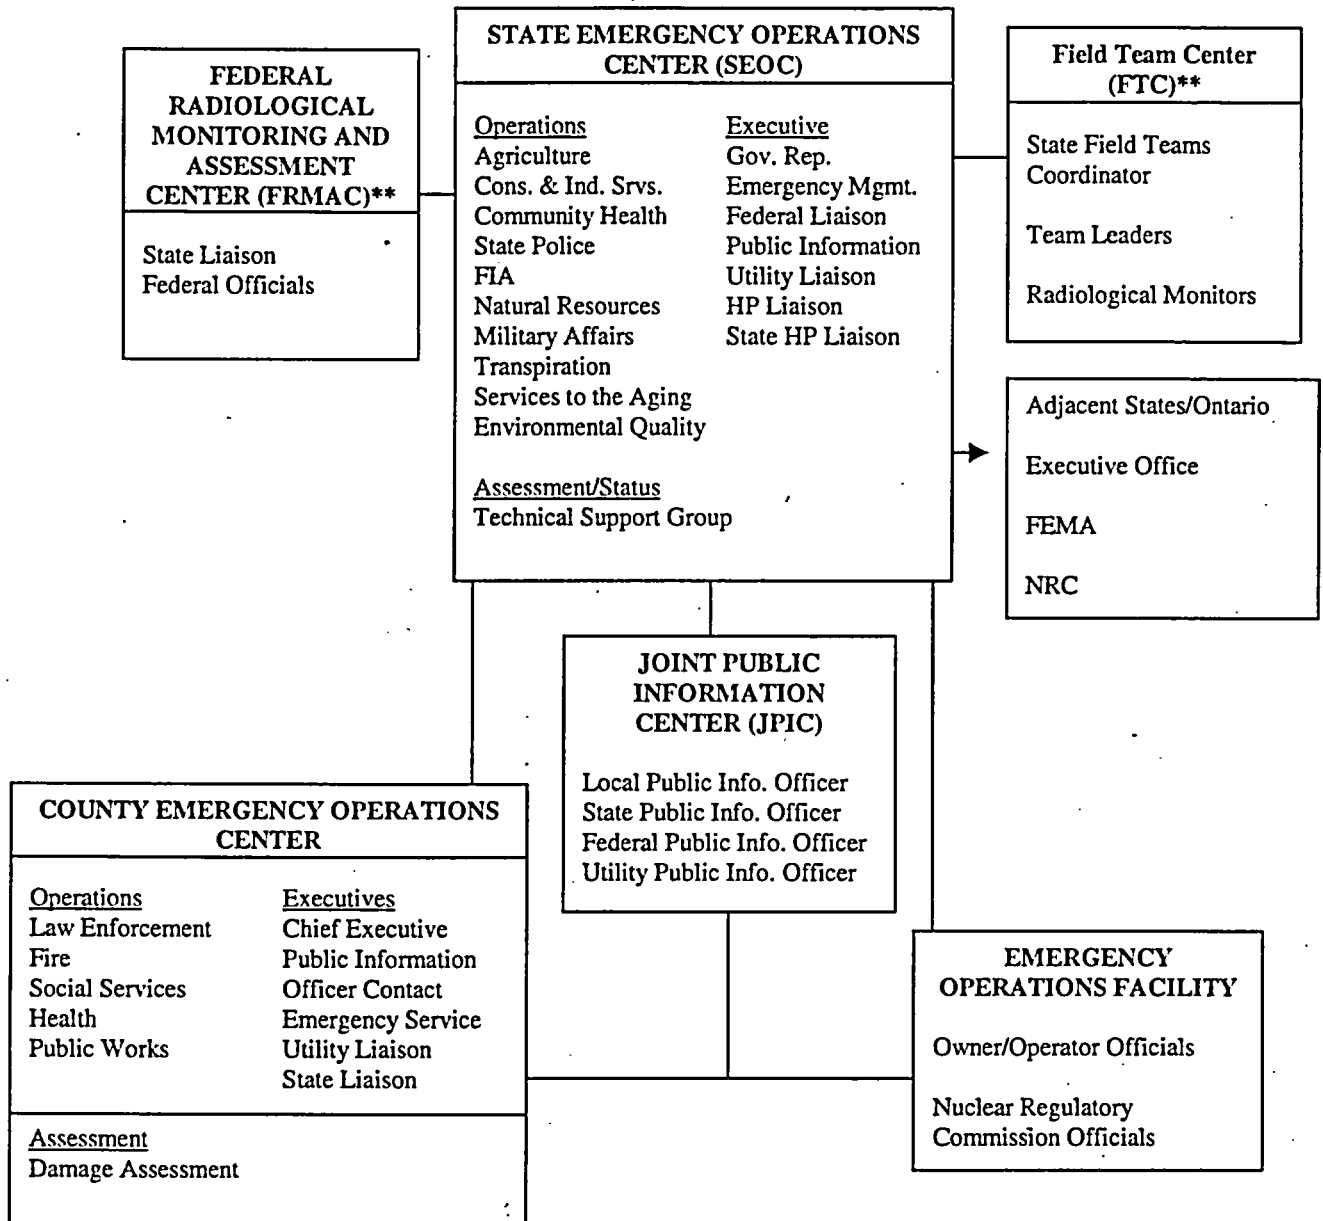 FEDERAL
RADIOLOGICAL
MONITORING AND
ASSESSMENT
CENTER (FRMAC)**
State Liaison
Federal Officials
STATE EMERGENCY OPERATIONS
CENTER (SEOC)
Operations
Agriculture
Cons. & Ind. Srvs.
Community Health
State Police
FIA
Natural Resources
Military Affairs
Transpiration
Services to the Aging
Environmental Quality
Executive
Gov. Rep.
Emergency Mgmt.
Federal Liaison
Public Information
Utility Liaison
HP Liaison
State HP Liaison
Assessment/Status
Technical Support Group
Field Team Center
(FTC)**
State Field Teams
Coordinator
Team Leaders
Radiological Monitors
Adjacent States/Ontario
Executive Office
FEMA
NRC
JOINT PUBLIC
INFORMATION
CENTER (JPIC)
Local Public Info. Officer
State Public Info. Officer
Federal Public Info. Officer
Utility Public Info. Officer
COUNTY EMERGENCY OPERATIONS
CENTER
Operations
Law Enforcement
Fire
Social Services
Health
Public Works
Executives
Chief Executive
Public Information
Officer Contact
Emergency Service
Utility Liaison
State Liaison
Assessment
Damage Assessment
EMERGENCY
OPERATIONS FACILITY
Owner/Operator Officials
Nuclear Regulatory
Commission Officials